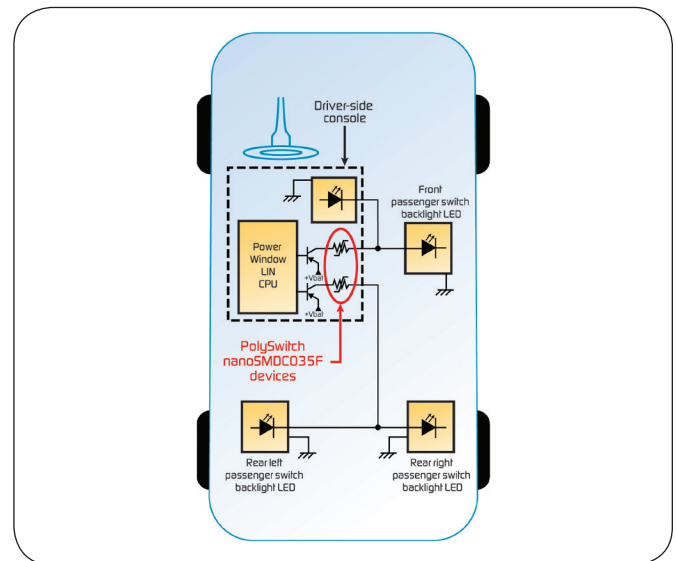 Driver-side
console
Front
passenger switch
backlight LED
Power
Window
LIN
CPU
+Vbat
+Vbat
PolySwitch
nanoSMDC035F
devices
Rear left
passenger switch
backlight LED
Rear right
passenger switch
backlight LED